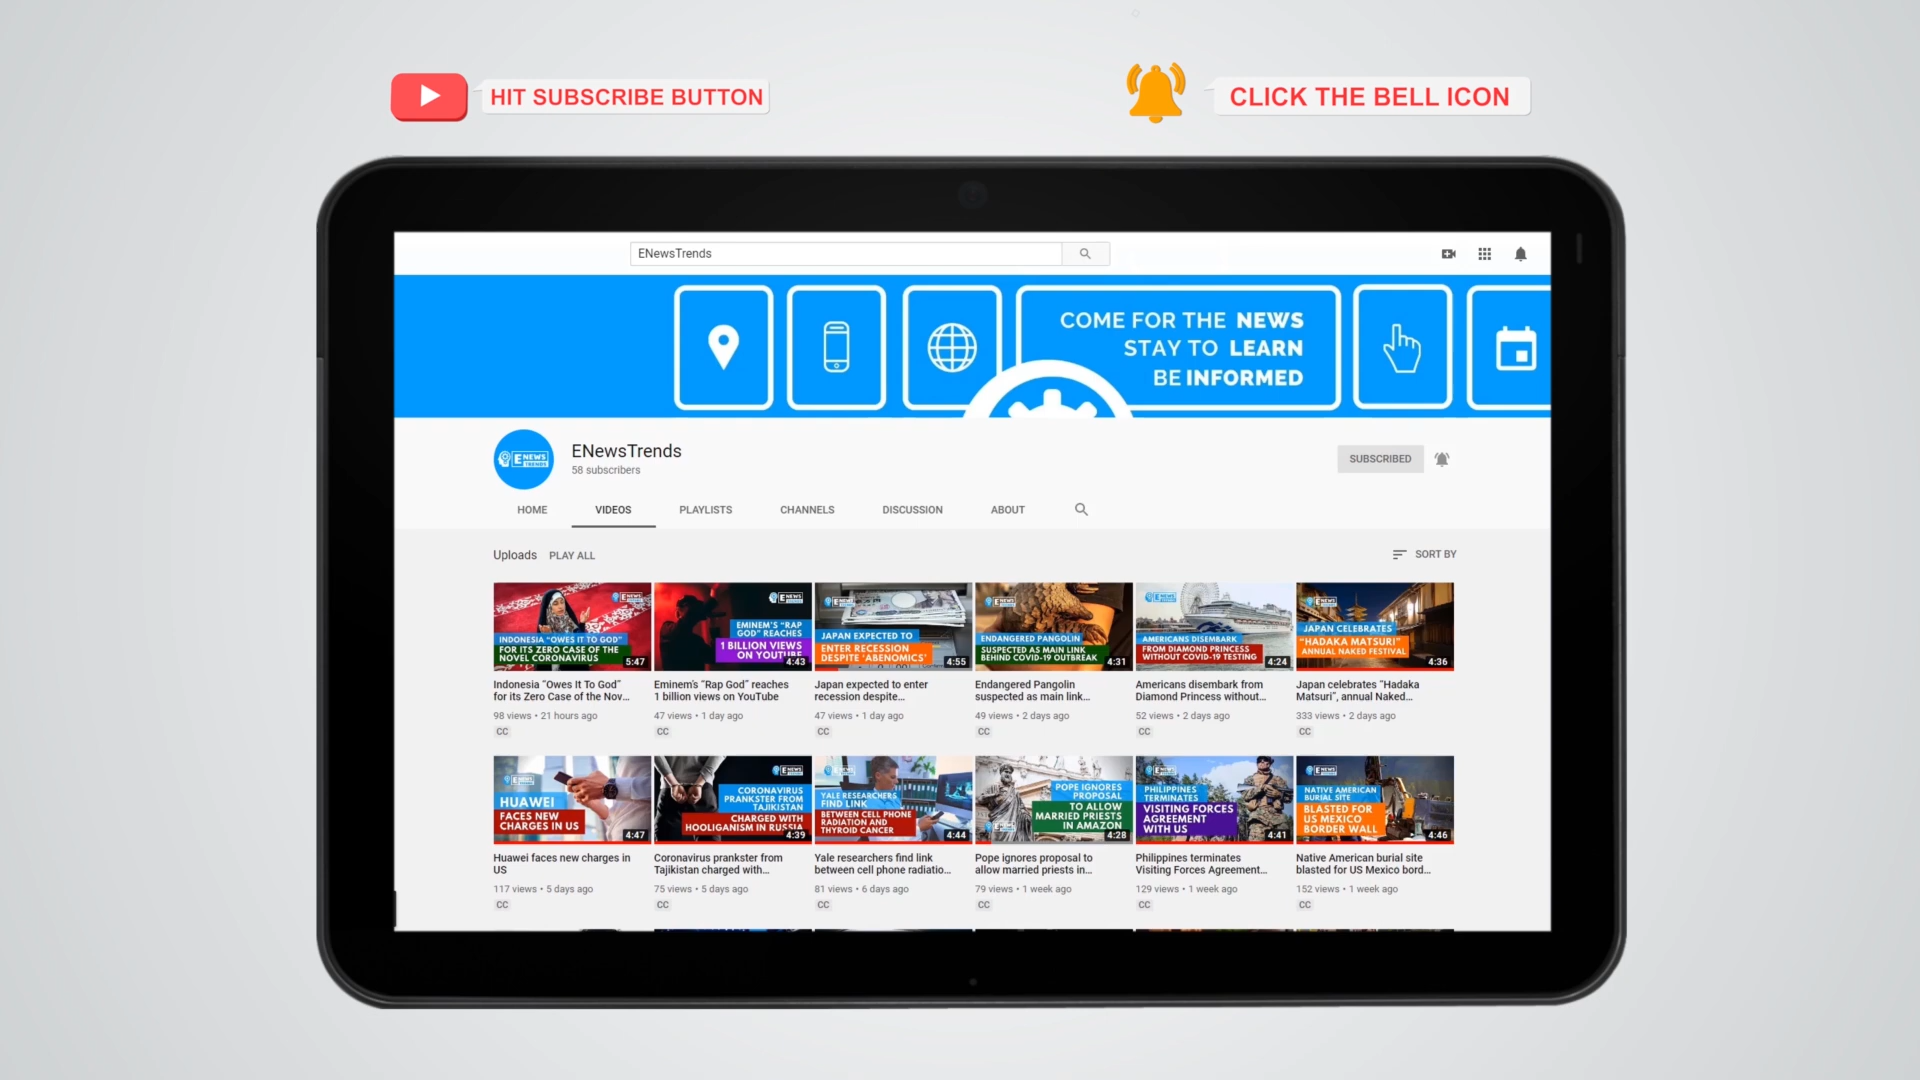 HIT SUBSCRIBE BUTTON
CLICK THE BELL ICON
ENewsTrends
COME FOR THE NEWS
STAY TO LEARN
BE INFORMED
E NEWS
TRENDS
ENewsTrends
58 subscribers
SUBSCRIBED
HOME VIDEOS PLAYLISTS CHANNELS DISCUSSION ABOUT
Uploads PLAY ALL
SORT BY
INDONESIA "OWES IT TO GOD"
FOR ITS ZERO CASE OF THE
NOVEL CORONAVIRUS
5:47
EMINEM'S "RAP
GOD" REACHES
1 BILLION VIEWS
ON YOUTUBE
4:43
JAPAN EXPECTED TO
ENTER RECESSION
DESPITE 'ABENOMICS'
4:55
ENDANGERED PANGOLIN
SUSPECTED AS MAIN LINK
BEHIND COVID-19 OUTBREAK
4:31
AMERICANS DISEMBARK
FROM DIAMOND PRINCESS
WITHOUT COVID-19 TESTING
4:24
JAPAN CELEBRATES
"HADAKA MATSURI"
ANNUAL NAKED FESTIVAL
4:36
Indonesia "Owes It To God"
for its Zero Case of the Nov...
98 views • 21 hours ago
CC
Eminem's "Rap God" reaches
1 billion views on YouTube
47 views • 1 day ago
CC
Japan expected to enter
recession despite...
47 views • 1 day ago
CC
Endangered Pangolin
suspected as main link...
49 views • 2 days ago
CC
Americans disembark from
Diamond Princess without...
52 views • 2 days ago
CC
Japan celebrates "Hadaka
Matsuri", annual Naked...
333 views • 2 days ago
CC
HUAWEI
FACES NEW
CHARGES IN US
4:47
CORONAVIRUS
PRANKSTER FROM
TAJIKISTAN
CHARGED WITH
HOOLIGANISM IN RUSSIA
4:39
YALE RESEARCHERS
FIND LINK
BETWEEN CELL PHONE
RADIATION AND
THYROID CANCER
4:44
POPE IGNORES
PROPOSAL
TO ALLOW
MARRIED PRIESTS
IN AMAZON
4:28
PHILIPPINES
TERMINATES
VISITING FORCES
AGREEMENT
WITH US
4:41
NATIVE AMERICAN
BURIAL SITE
BLASTED FOR
US MEXICO
BORDER WALL
4:46
Huawei faces new charges in
US
117 views • 5 days ago
CC
Coronavirus prankster from
Tajikistan charged with...
75 views • 5 days ago
CC
Yale researchers find link
between cell phone radiatio...
81 views • 6 days ago
CC
Pope ignores proposal to
allow married priests in...
79 views • 1 week ago
CC
Philippines terminates
Visiting Forces Agreement...
129 views • 1 week ago
CC
Native American burial site
blasted for US Mexico bord...
152 views • 1 week ago
CC